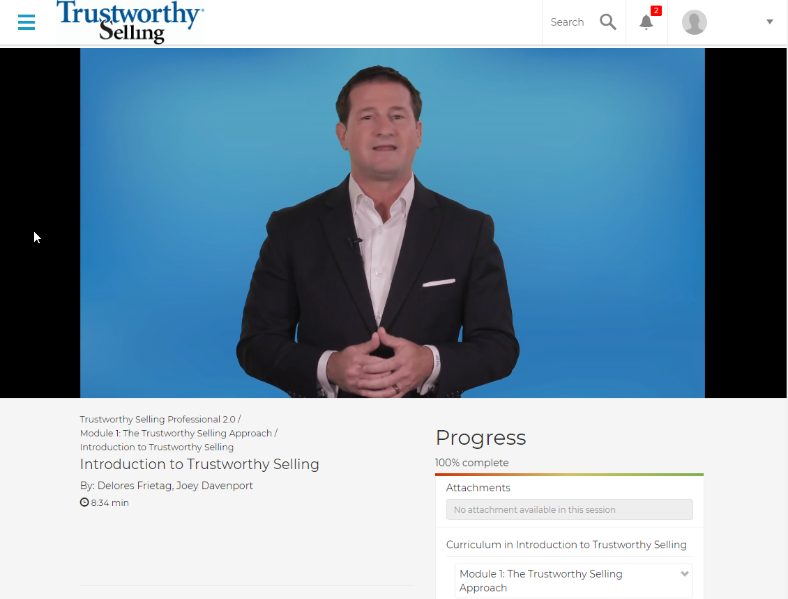 Trustworthy
Selling
Search
2
Trustworthy Selling Professional 2.0 /
Module 1: The Trustworthy Selling Approach /
Introduction to Trustworthy Selling
Introduction to Trustworthy Selling
By: Delores Frietag, Joey Davenport
8:34 min
Progress
100% complete
Attachments
No attachment available in this session
Curriculum in Introduction to Trustworthy Selling
Module 1: The Trustworthy Selling
Approach